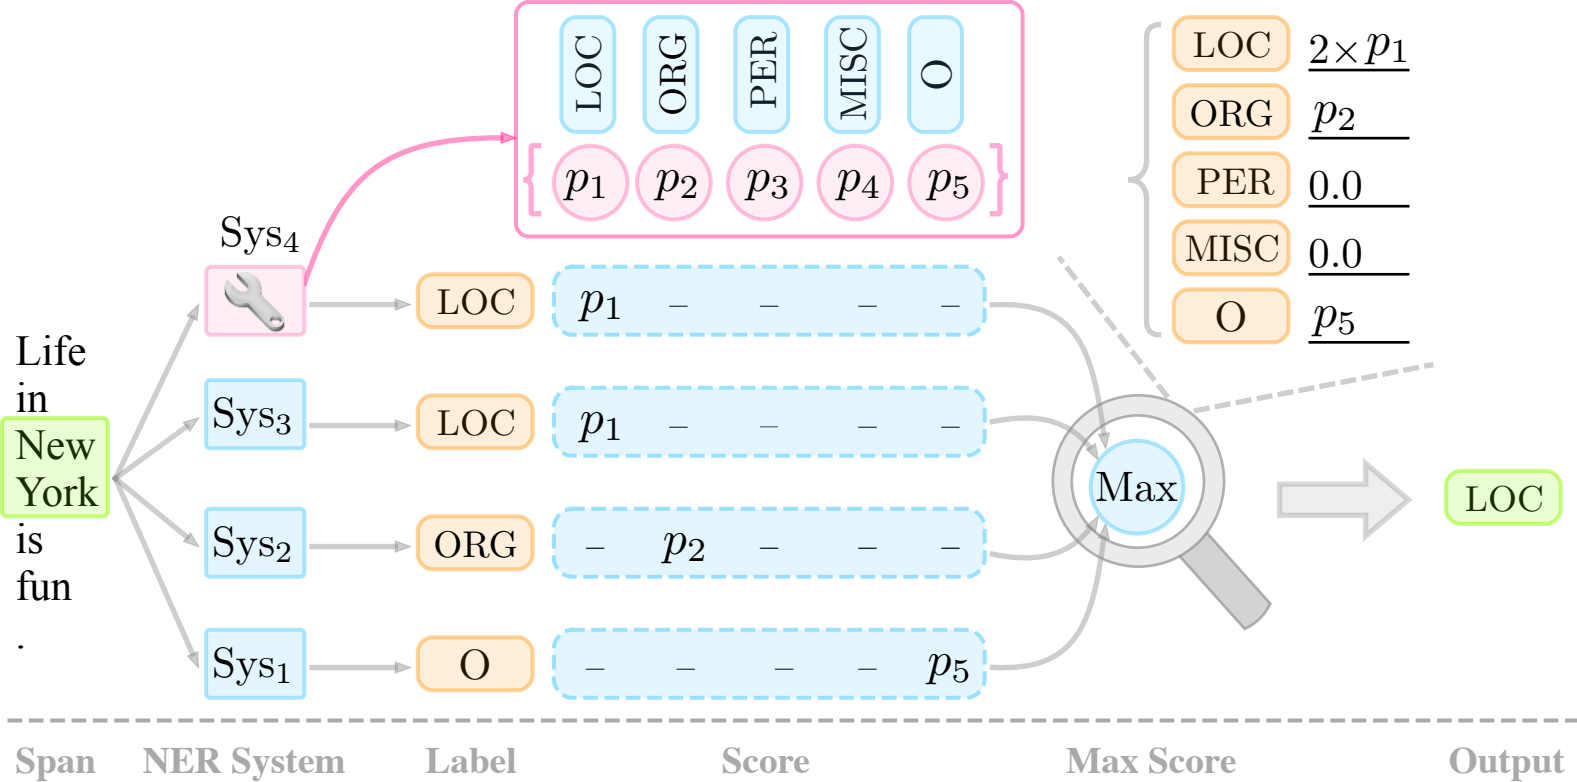 LOC ORG PER MISC O
{ p1 p2 p3 p4 p5 }
LOC 2×p1
ORG p2
PER 0.0
MISC 0.0
O p5
Life
in
New
York
is
fun
.
Sys4
LOC p1 – – – –
Sys3 LOC p1 – – – –
Sys2 ORG – p2 – – –
Sys1 O – – – – p5
Max
LOC
Span NER System Label Score Max Score Output